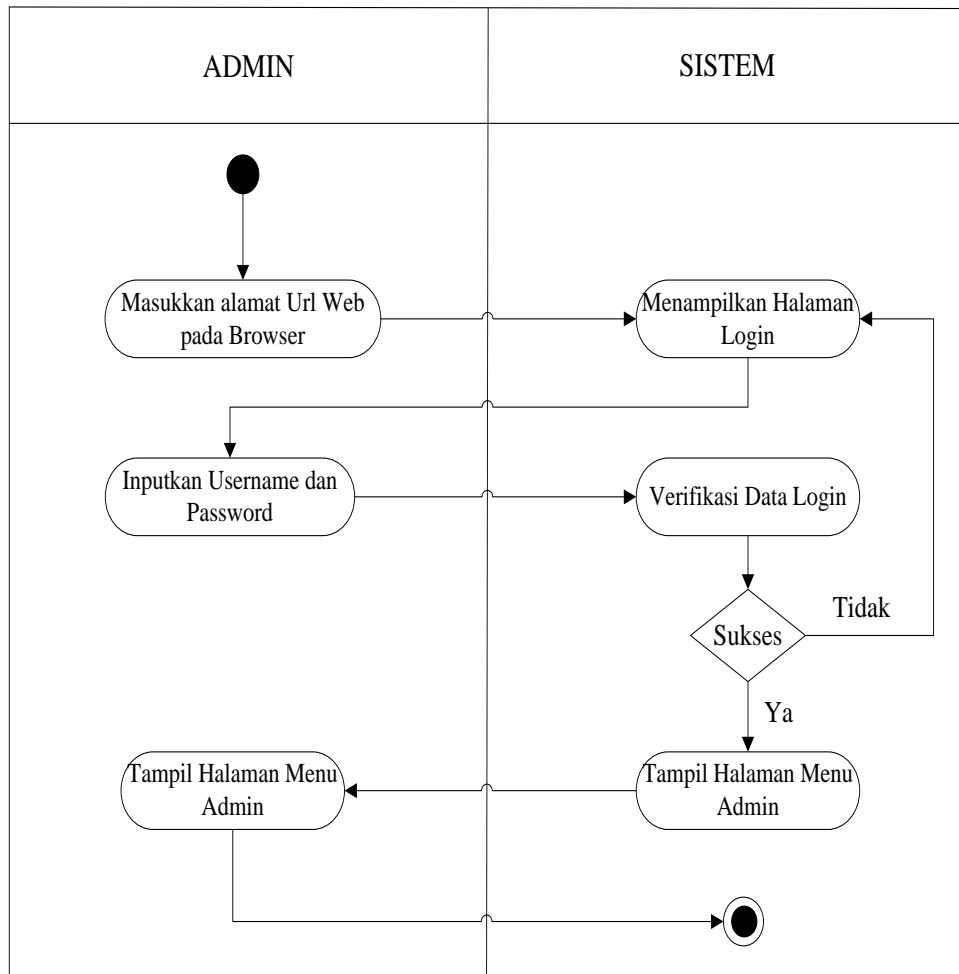 ADMIN
SISTEM
Masukkan alamat Url Web
pada Browser
Menampilkan Halaman
Login
Inputkan Username dan
Password
Verifikasi Data Login
Sukses
Tidak
Ya
Tampil Halaman Menu
Admin
Tampil Halaman Menu
Admin